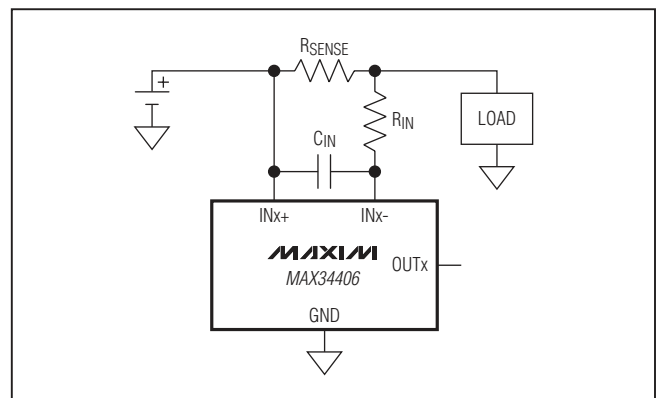 RSENSE
+
RIN
LOAD
CIN
INx+ INx-
MAXIM
OUTx
MAX34406
GND